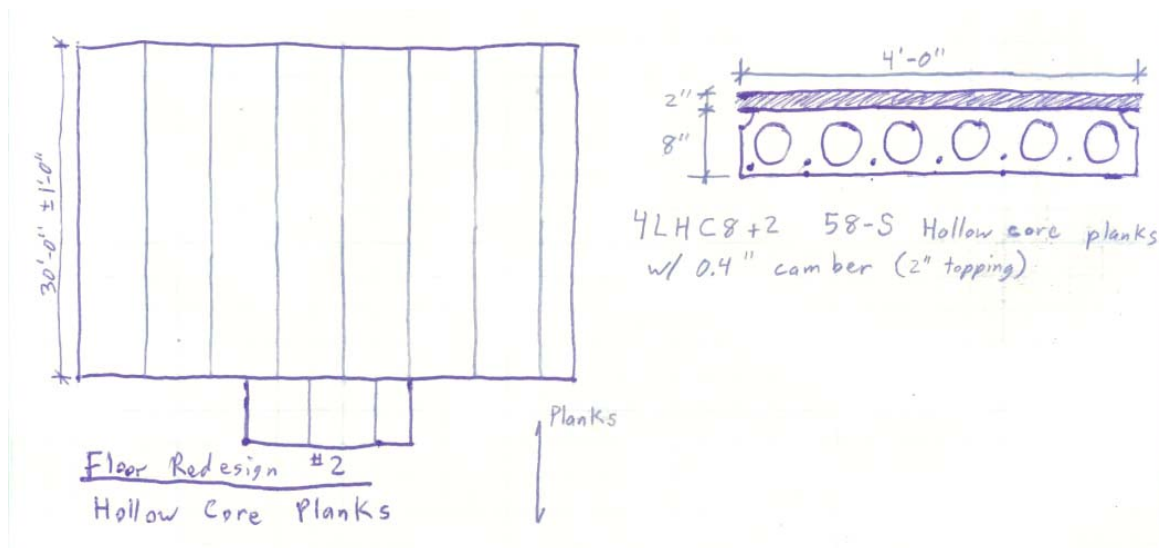 30'-0" ±1'-0"
Planks
Floor Redesign #2
Hollow Core Planks
4'-0"
2"
8"
4LHC8+2 58-S Hollow core planks
w/ 0.4" camber (2" topping)